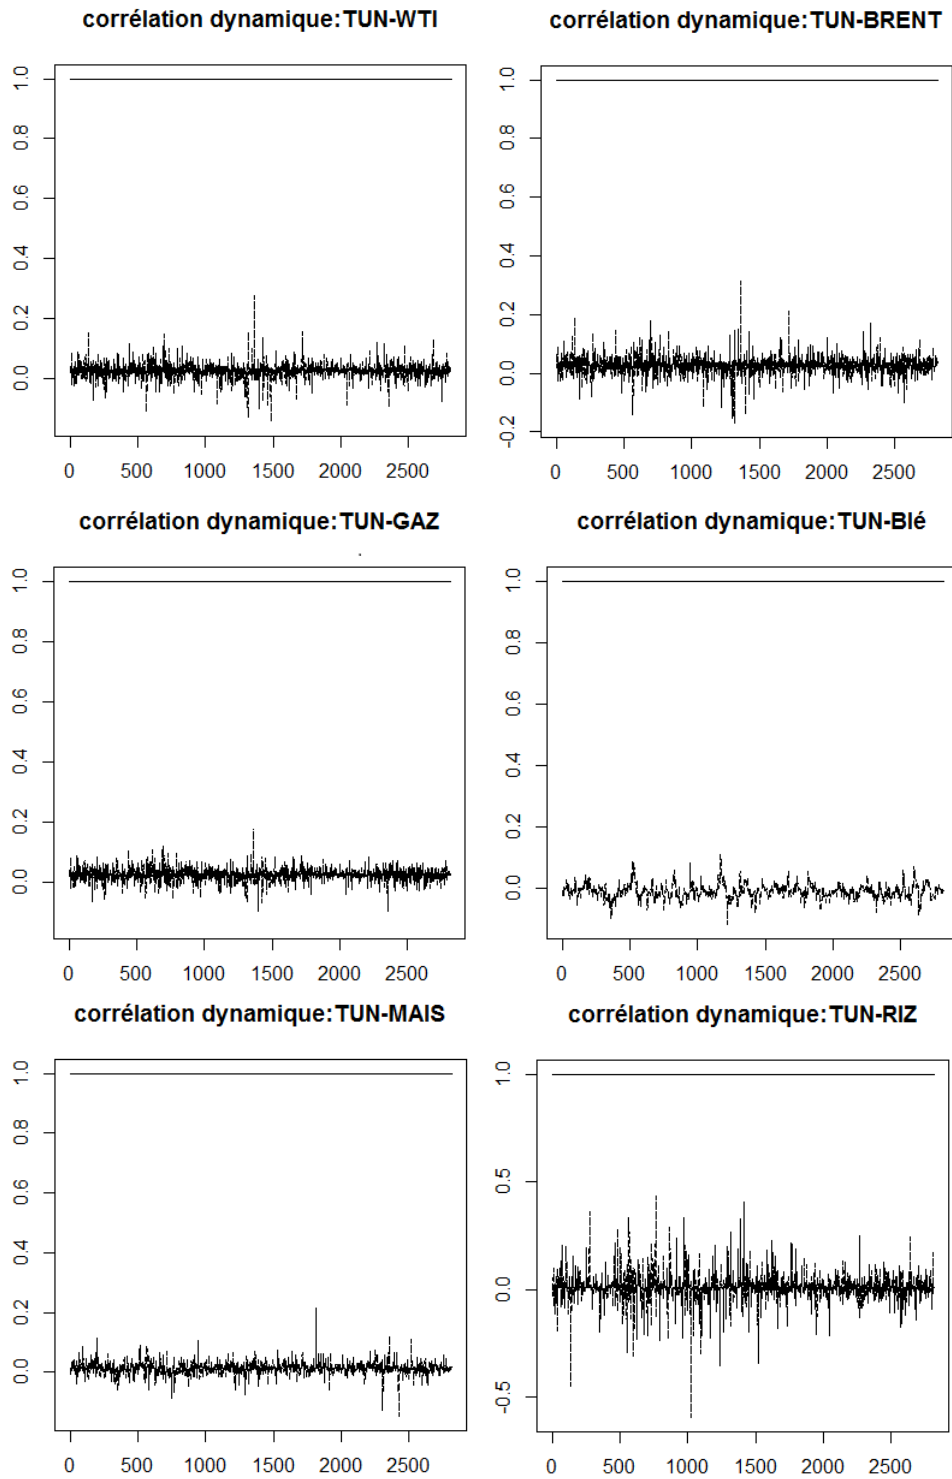 corrélation dynamique:TUN-WTI
1.0
0.8
0.6
0.4
0.2
0.0
0 500 1000 1500 2000 2500
corrélation dynamique:TUN-BRENT
1.0
0.8
0.6
0.4
0.2
0.0
-0.2
0 500 1000 1500 2000 2500
corrélation dynamique:TUN-GAZ
1.0
0.8
0.6
0.4
0.2
0.0
0 500 1000 1500 2000 2500
corrélation dynamique:TUN-Blé
1.0
0.8
0.6
0.4
0.2
0.0
0 500 1000 1500 2000 2500
corrélation dynamique:TUN-MAIS
1.0
0.8
0.6
0.4
0.2
0.0
0 500 1000 1500 2000 2500
corrélation dynamique:TUN-RIZ
1.0
0.5
0.0
-0.5
0 500 1000 1500 2000 2500